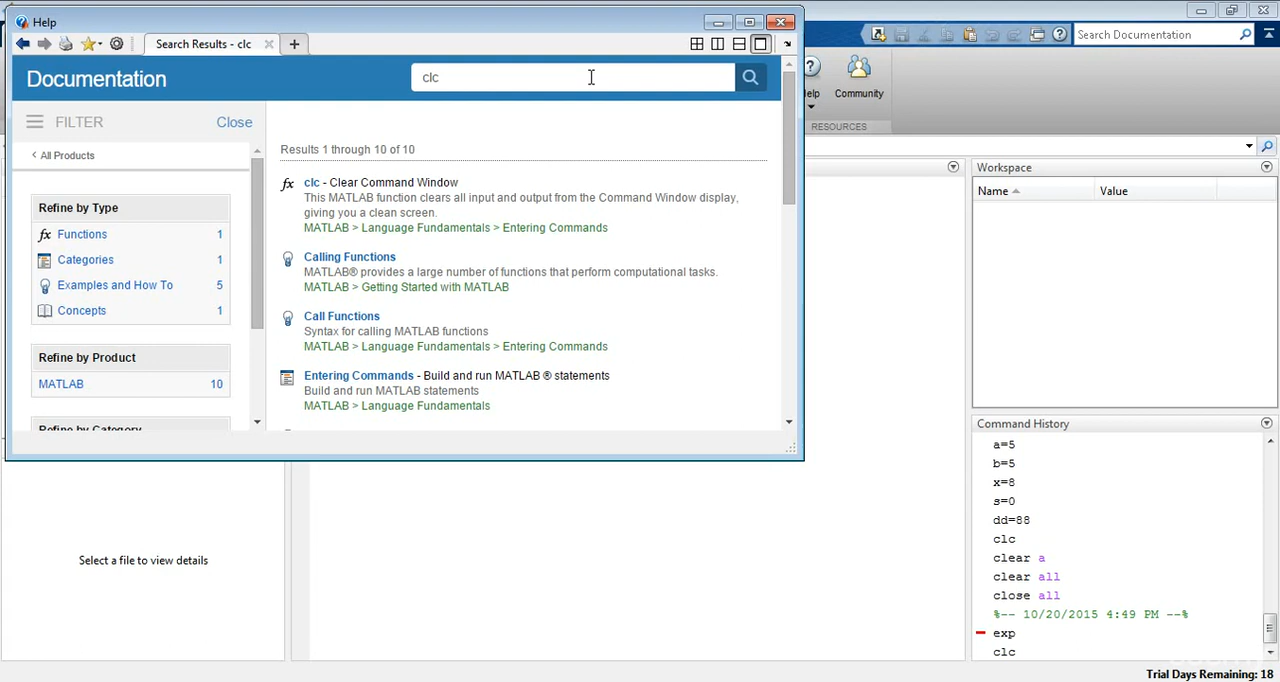 Help
Search Results - clc
Search Documentation
Documentation
clc
elp
Community
RESOURCES
FILTER
Close
All Products
Results 1 through 10 of 10
Refine by Type
Functions 1
Categories 1
Examples and How To 5
Concepts 1
Refine by Product
MATLAB 10
Refine by Category
fx clc - Clear Command Window
This MATLAB function clears all input and output from the Command Window display,
giving you a clean screen.
MATLAB > Language Fundamentals > Entering Commands
Calling Functions
MATLAB® provides a large number of functions that perform computational tasks.
MATLAB > Getting Started with MATLAB
Call Functions
Syntax for calling MATLAB functions
MATLAB > Language Fundamentals > Entering Commands
Entering Commands - Build and run MATLAB ® statements
Build and run MATLAB statements
MATLAB > Language Fundamentals
Workspace
Name Value
Command History
a=5
b=5
x=8
s=0
dd=88
clc
clear a
clear all
close all
%-- 10/20/2015 4:49 PM --%
exp
clc
Select a file to view details
Trial Days Remaining: 18